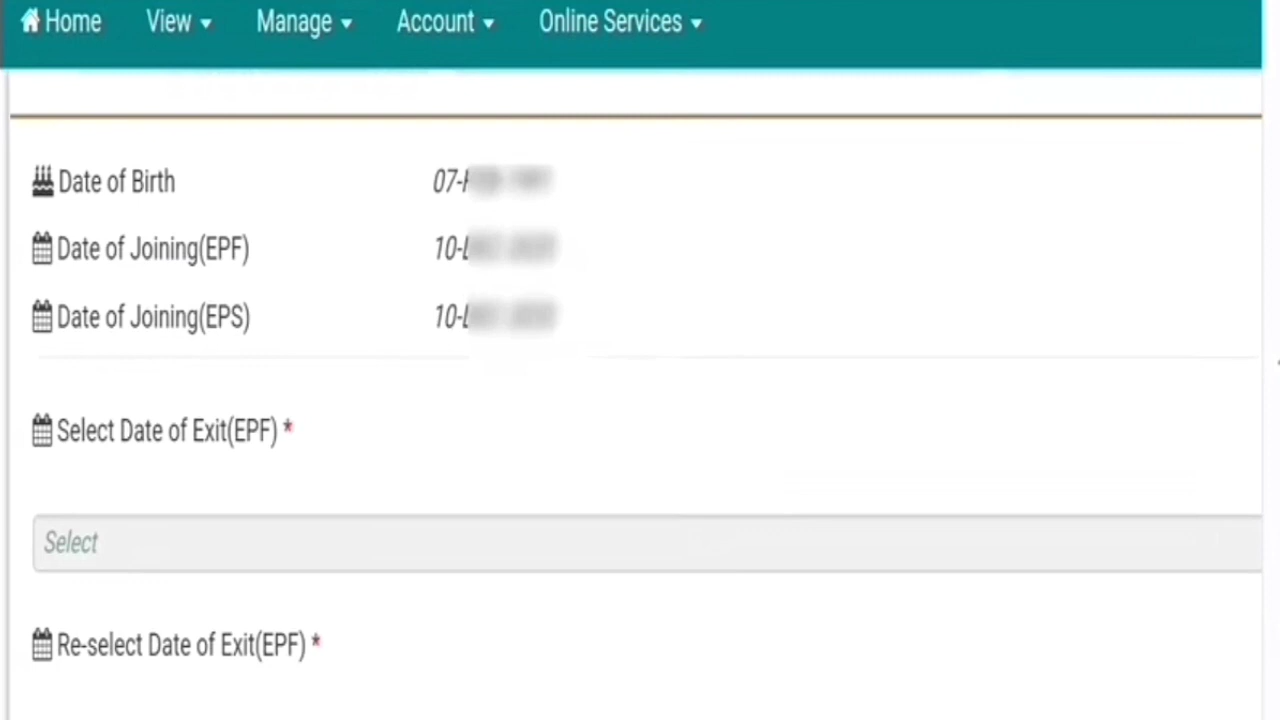 Home View Manage Account Online Services
Date of Birth 07-
Date of Joining(EPF) 10-
Date of Joining(EPS) 10-
Select Date of Exit(EPF) *
Select
Re-select Date of Exit(EPF) *